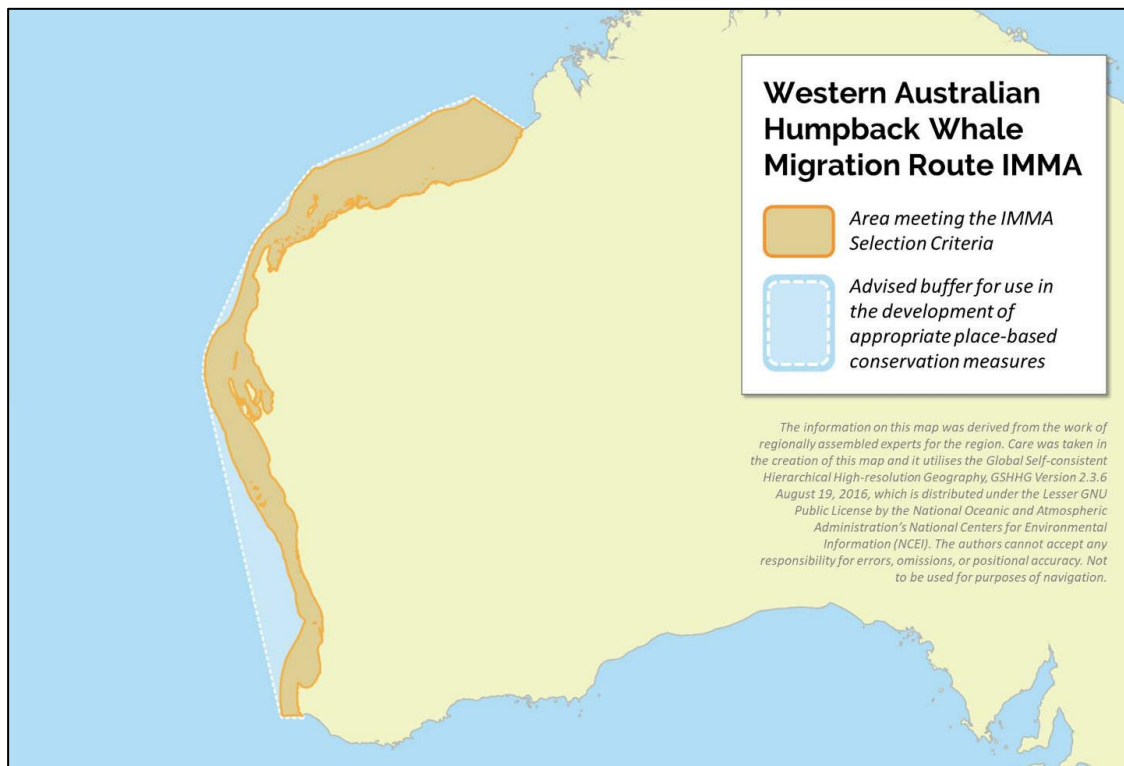 Western Australian
Humpback Whale
Migration Route IMMA
Area meeting the IMMA
Selection Criteria
Advised buffer for use in
the development of
appropriate place-based
conservation measures
The information on this map was derived from the work of
regionally assembled experts for the region. Care was taken in
the creation of this map and it utilises the Global Self-consistent
Hierarchical High-resolution Geography, GSHHG Version 2.3.6
August 19, 2016, which is distributed under the Lesser GNU
Public License by the National Oceanic and Atmospheric
Administration's National Centers for Environmental
Information (NCEI). The authors cannot accept any
responsibility for errors, omissions, or positional accuracy. Not
to be used for purposes of navigation.